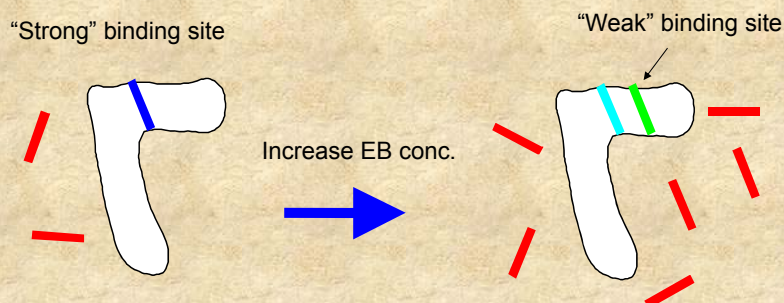 “Strong” binding site
“Weak” binding site
Increase EB conc.